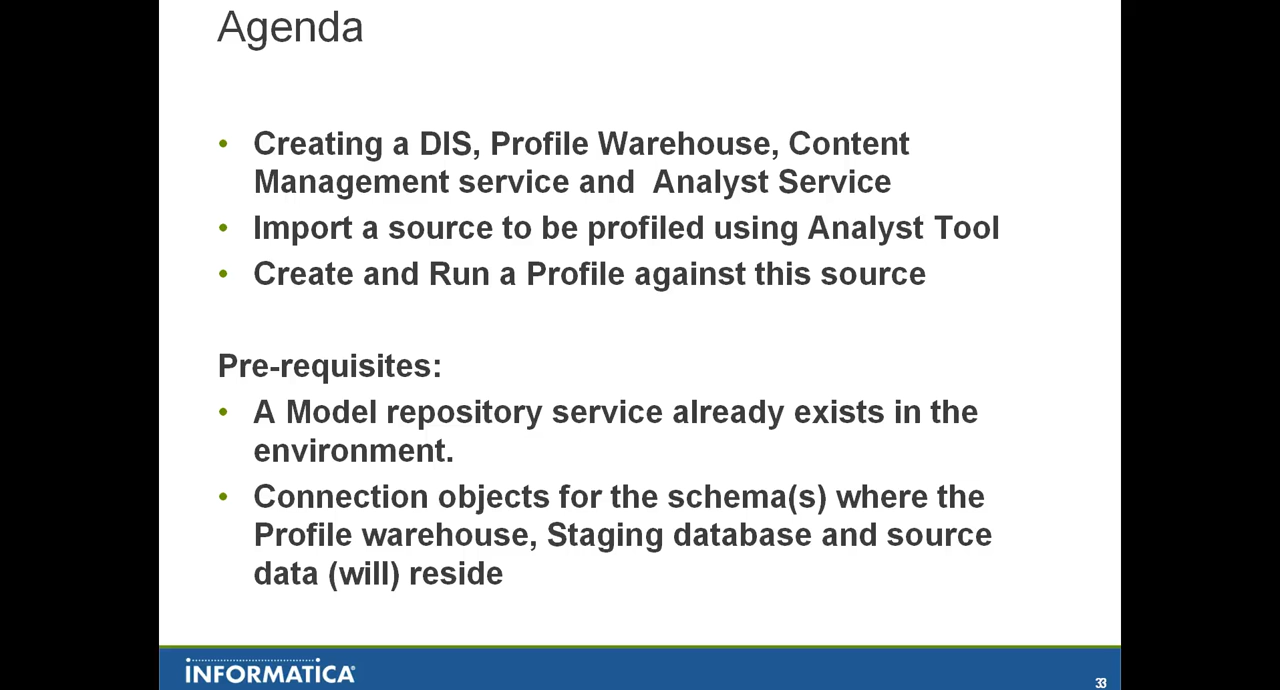 Agenda
• Creating a DIS, Profile Warehouse, Content
Management service and  Analyst Service
• Import a source to be profiled using Analyst Tool
• Create and Run a Profile against this source
Pre-requisites:
• A Model repository service already exists in the
environment.
• Connection objects for the schema(s) where the
Profile warehouse, Staging database and source
data (will) reside
INFORMATICA®
33